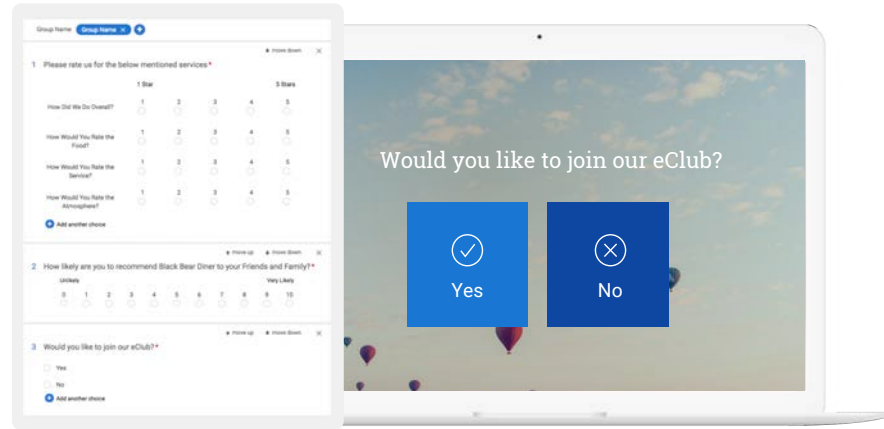 Group Name Group Name ×
move down
1 Please rate us for the below mentioned services*
1 Star 5 Stars
How Did We Do Overall? 1 2 3 4 5
How Would You Rate the Food? 1 2 3 4 5
How Would You Rate the Service? 1 2 3 4 5
How Would You Rate the Atmosphere? 1 2 3 4 5
Add another choice
move up move down
2 How likely are you to recommend Black Bear Diner to your Friends and Family?*
Unlikely Very Likely
0 1 2 3 4 5 6 7 8 9 10
move up move down
3 Would you like to join our eClub?*
Yes
No
Add another choice
Would you like to join our eClub?
Yes No